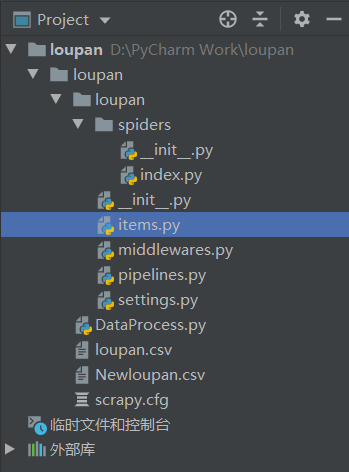 Project
loupan D:\PyCharm Work\loupan
loupan
loupan
spiders
__init__.py
index.py
__init__.py
items.py
middlewares.py
pipelines.py
settings.py
DataProcess.py
loupan.csv
Newloupan.csv
scrapy.cfg
临时文件和控制台
外部库